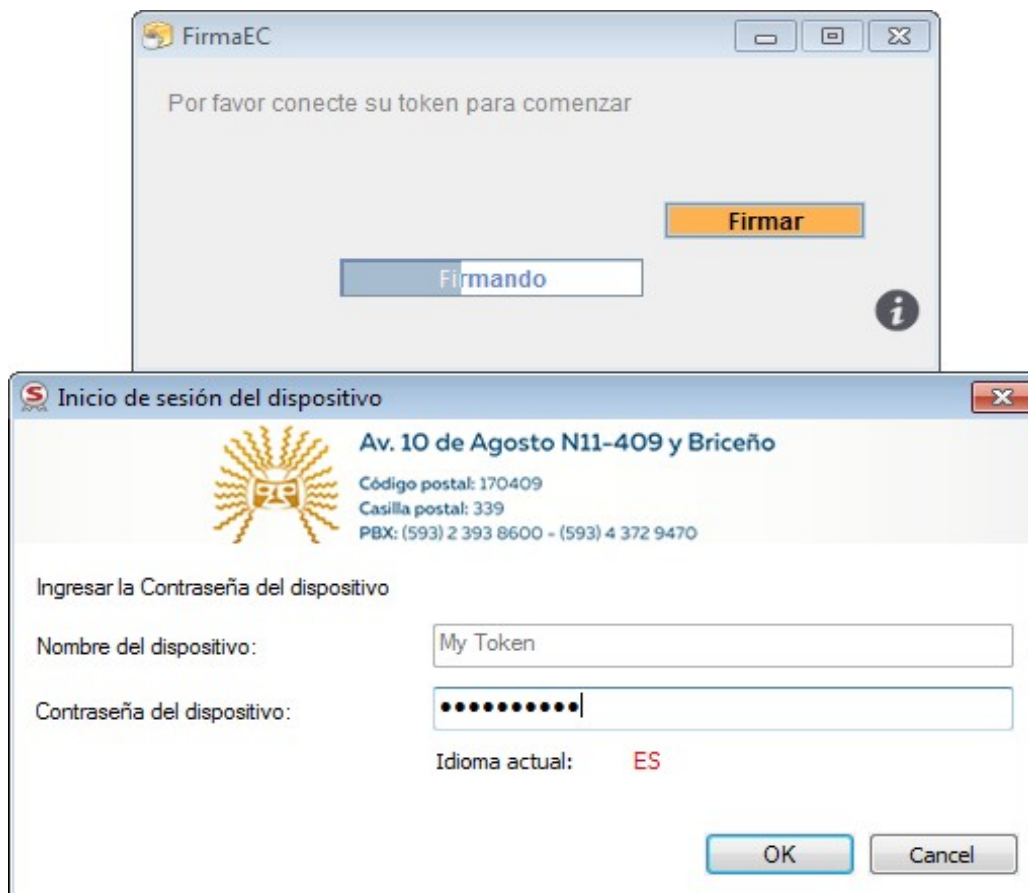 FirmaEC
Por favor conecte su token para comenzar
Firmar
Firmando
Inicio de sesión del dispositivo
Av. 10 de Agosto N11-409 y Briceño
Código postal: 170409
Casilla postal: 339
PBX: (593) 2 393 8600 - (593) 4 372 9470
Ingresar la Contraseña del dispositivo
Nombre del dispositivo: My Token
Contraseña del dispositivo: ●●●●●●●●●●
Idioma actual: ES
OK Cancel